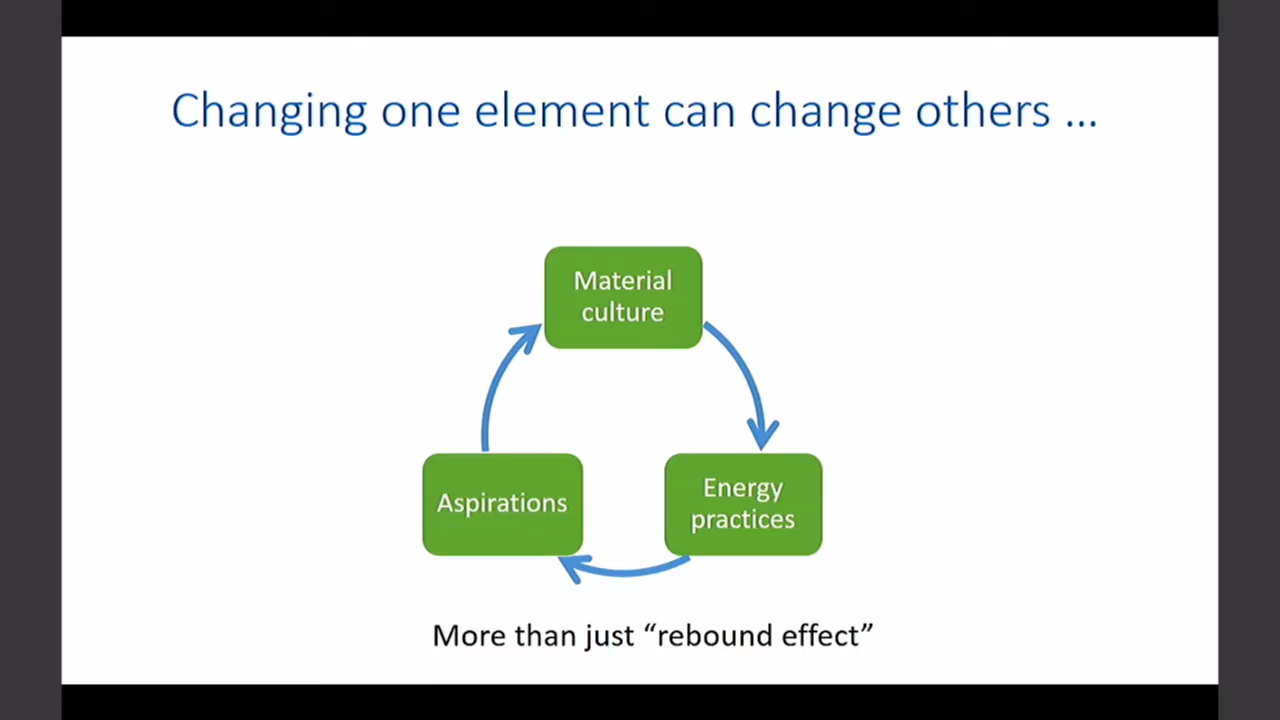 Changing one element can change others ...
Material
culture
Aspirations
Energy
practices
More than just “rebound effect”